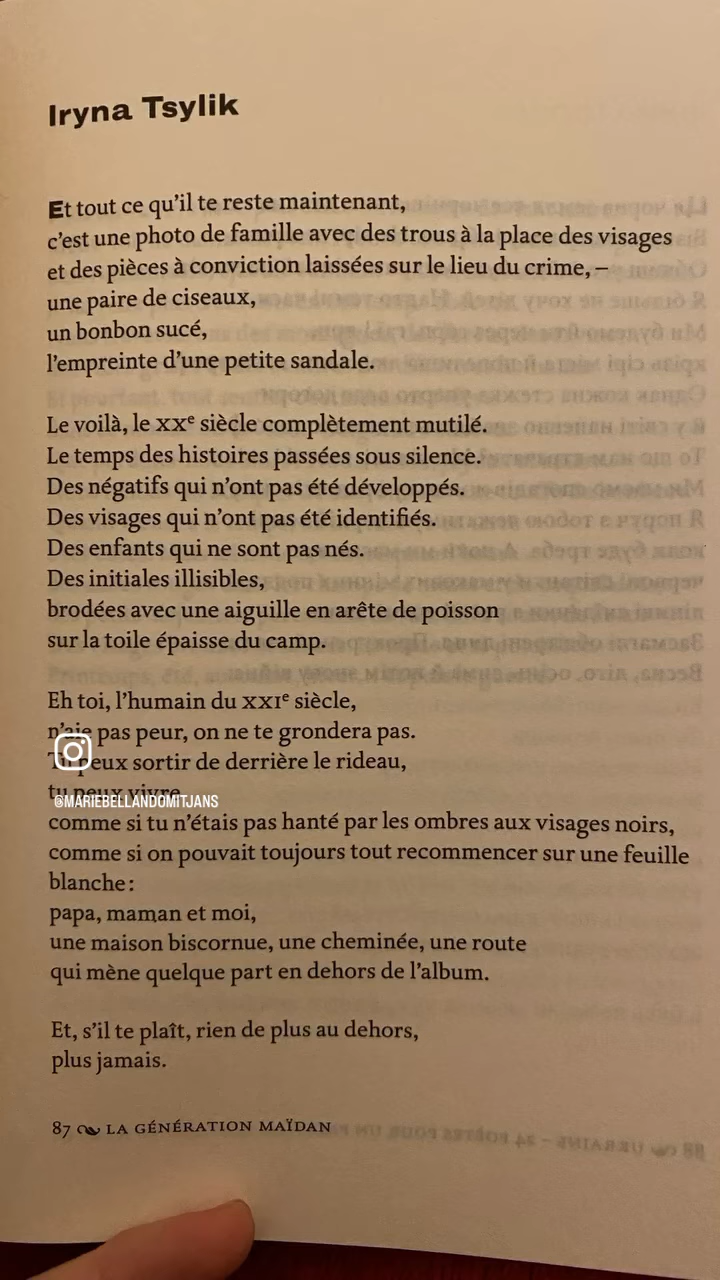 Iryna Tsylik
Et tout ce qu'il te reste maintenant,
c'est une photo de famille avec des trous à la place des visages
et des pièces à conviction laissées sur le lieu du crime, –
une paire de ciseaux,
un bonbon sucé,
l'empreinte d'une petite sandale.
Le voilà, le XXe siècle complètement mutilé.
Le temps des histoires passées sous silence.
Des négatifs qui n'ont pas été développés.
Des visages qui n'ont pas été identifiés.
Des enfants qui ne sont pas nés.
Des initiales illisibles,
brodées avec une aiguille en arête de poisson
sur la toile épaisse du camp.
Eh toi, l'humain du XXIe siècle,
n'aie pas peur, on ne te grondera pas.
Tu peux sortir de derrière le rideau,
tu peux vivre
@MARIEBELLANDOMITJANS
comme si tu n'étais pas hanté par les ombres aux visages noirs,
comme si on pouvait toujours tout recommencer sur une feuille
blanche :
papa, maman et moi,
une maison biscornue, une cheminée, une route
qui mène quelque part en dehors de l'album.
Et, s'il te plaît, rien de plus au dehors,
plus jamais.
87 LA GÉNÉRATION MAÏDAN